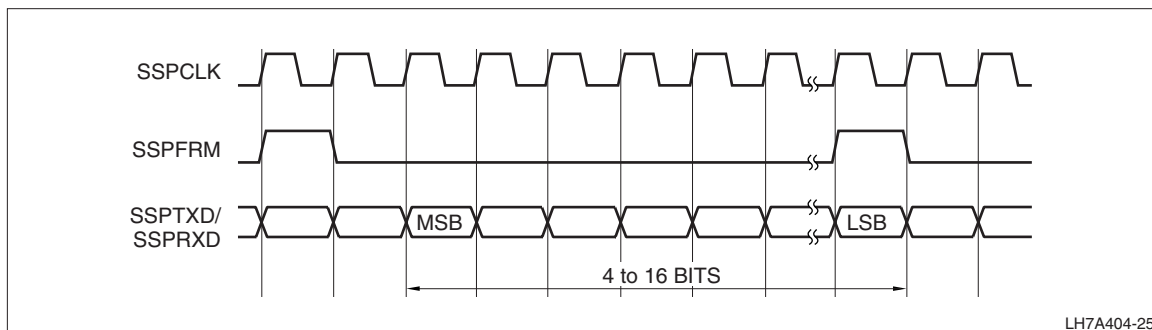 SSPCLK
SSPFRM
SSPTXD/
SSPRXD
MSB
LSB
4 to 16 BITS
LH7A404-25